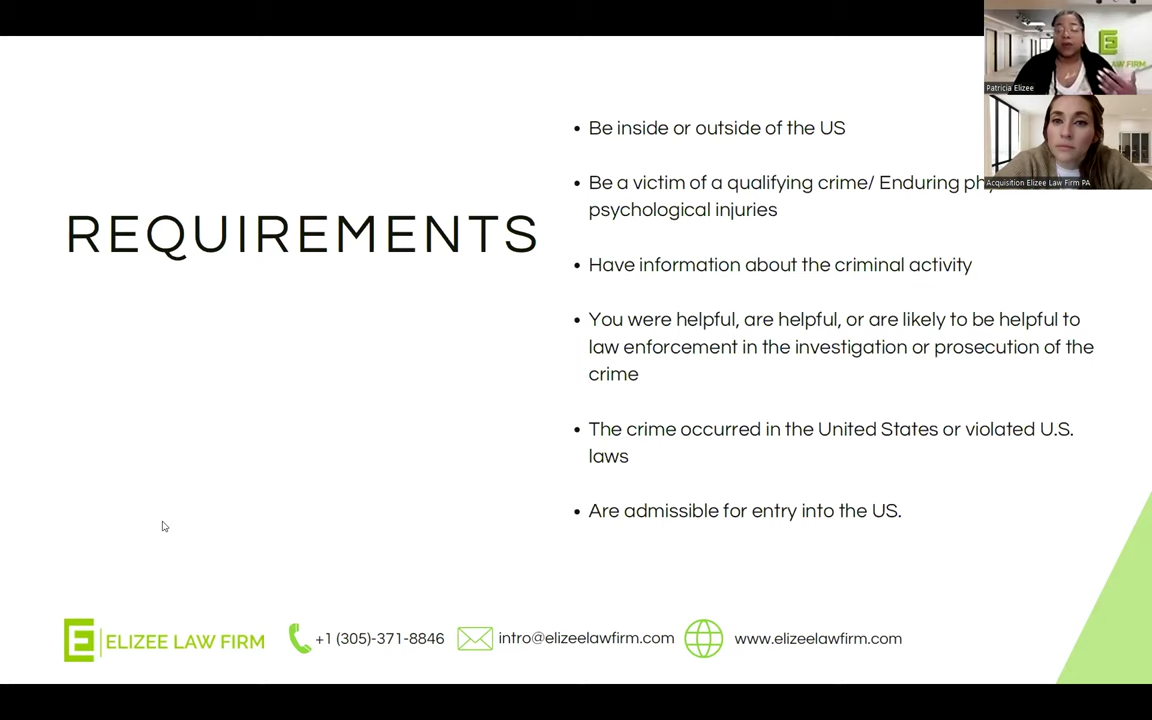 REQUIREMENTS
• Be inside or outside of the US
• Be a victim of a qualifying crime/ Enduring
psychological injuries
• Have information about the criminal activity
• You were helpful, are helpful, or are likely to be helpful to
law enforcement in the investigation or prosecution of the
crime
• The crime occurred in the United States or violated U.S.
laws
• Are admissible for entry into the US.
E
LAW FIRM
Patricia Elizee
Acquisition Elizee Law Firm PA
E ELIZEE LAW FIRM
+1 (305)-371-8846
intro@elizeelawfirm.com
www.elizeelawfirm.com